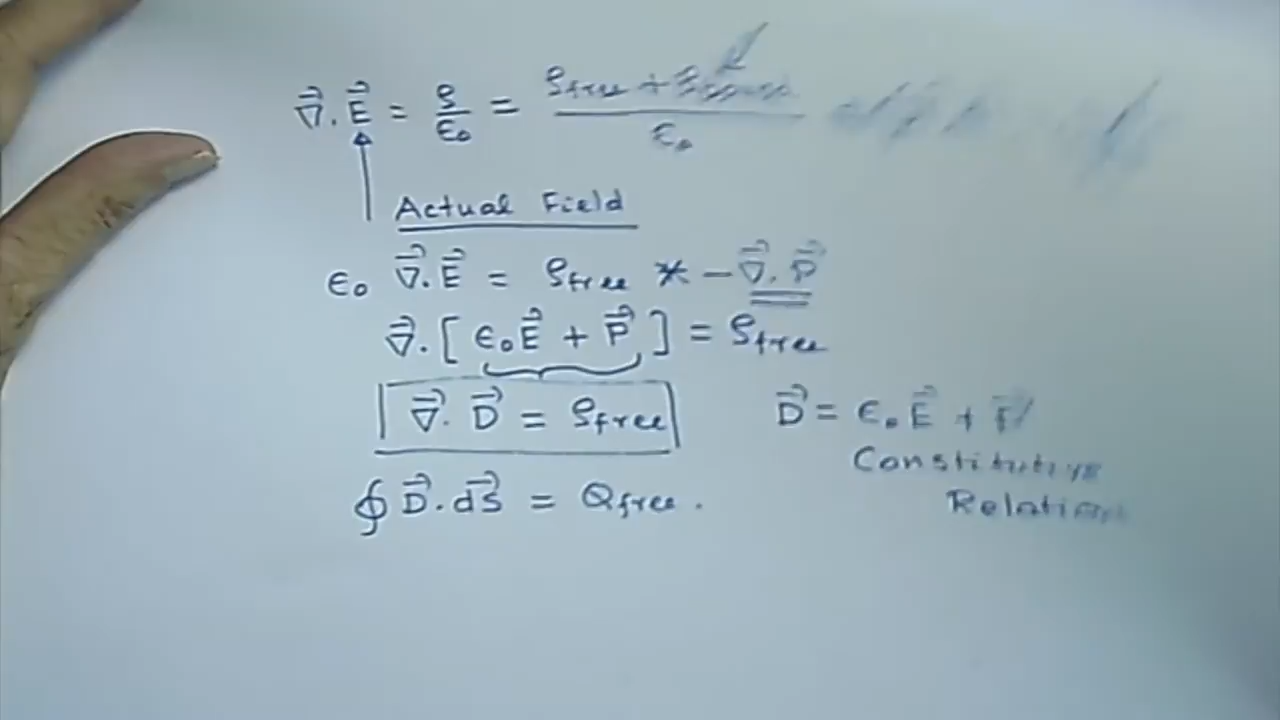 ∇⃗ . E⃗ = ρ/ε₀ = (ρfree + ρ)/ε₀
Actual Field
ε₀ ∇⃗ . E⃗ = ρfree * − ∇⃗ . P⃗
∇⃗ . [ ε₀E⃗ + P⃗ ] = ρfree
∇⃗ . D⃗ = ρfree
D⃗ = ε₀E⃗ + P⃗
Constitutive
Relation
∮ D⃗ . dS⃗ = Qfree .